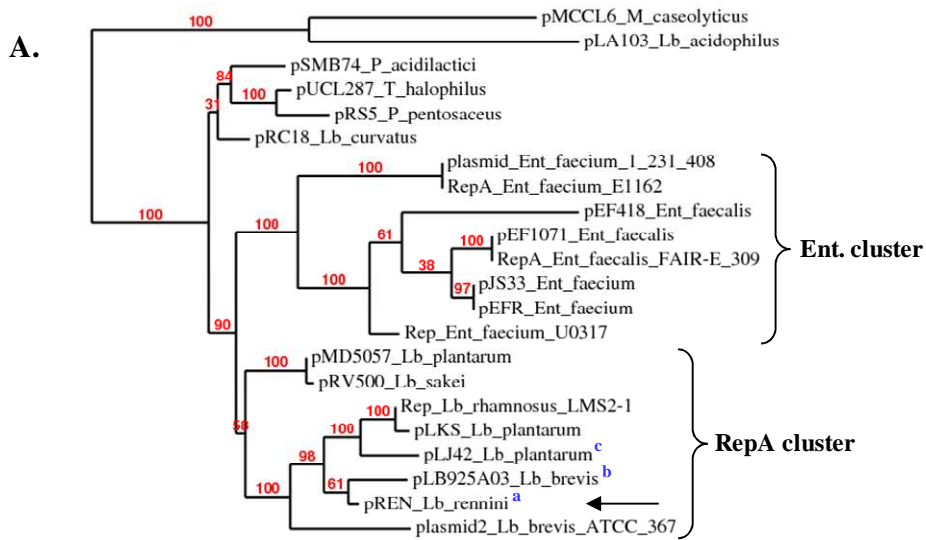 A.
100
pMCCL6_M_caseolyticus
pLA103_Lb_acidophilus
pSMB74_P_acidilactici
84
pUCL287_T_halophilus
100
31
pRS5_P_pentosaceus
pRC18_Lb_curvatus
plasmid_Ent_faecium_1_231_408
100
RepA_Ent_faecium_E1162
pEF418_Ent_faecalis
100
100
61
pEF1071_Ent_faecalis
100
Ent. cluster
RepA_Ent_faecalis_FAIR-E_309
38
pJS33_Ent_faecium
100
97
pEFR_Ent_faecium
90
Rep_Ent_faecium_U0317
pMD5057_Lb_plantarum
100
pRV500_Lb_sakei
Rep_Lb_rhamnosus_LMS2-1
100
58
100
pLKS_Lb_plantarum
RepA cluster
pLJ42_Lb_plantarum c
98
pLB925A03_Lb_brevis b
61
100
pREN_Lb_rennini a
plasmid2_Lb_brevis_ATCC_367